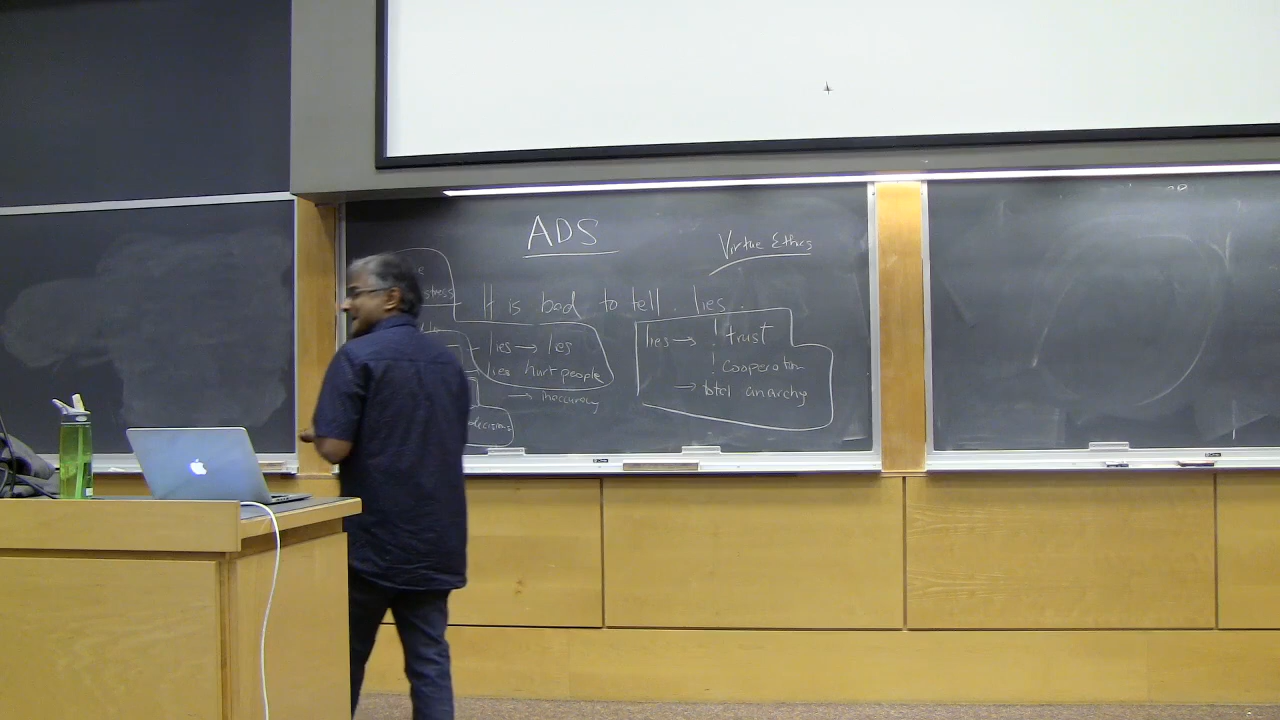 ADS
Virtue Ethics
stress
It is bad to tell lies.
lies → lies
lies hurt people
→ inaccuracy
decisions
lies → ! trust
! cooperation
→ total anarchy